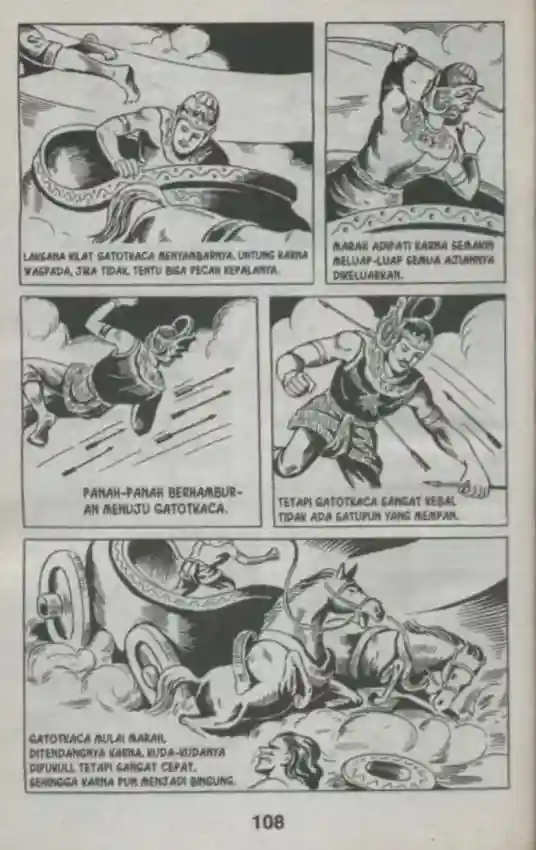 LAKSANA KILAT GATOTKACA MENYAMBARNYA. UNTUNG KARNA
WASPADA, JIKA TIDAK, TENTU BISA PECAH KEPALANYA.
MARAH ADIPATI KARNA SEMAKIN
MELUAP-LUAP SEMUA AJIANNYA
DIKELUARKAN.
PANAH-PANAH BERHAMBUR-
AN MENUJU GATOTKACA.
TETAPI GATOTKACA SANGAT KEBAL
TIDAK ADA SATUPUN YANG MEMPAN.
GATOTKACA MULAI MARAH,
DITENDANGNYA KARNA, KUDA-KUDANYA
DIPUKULI, TETAPI SANGAT CEPAT,
SEHINGGA KARNA PUN MENJADI BINGUNG.
108